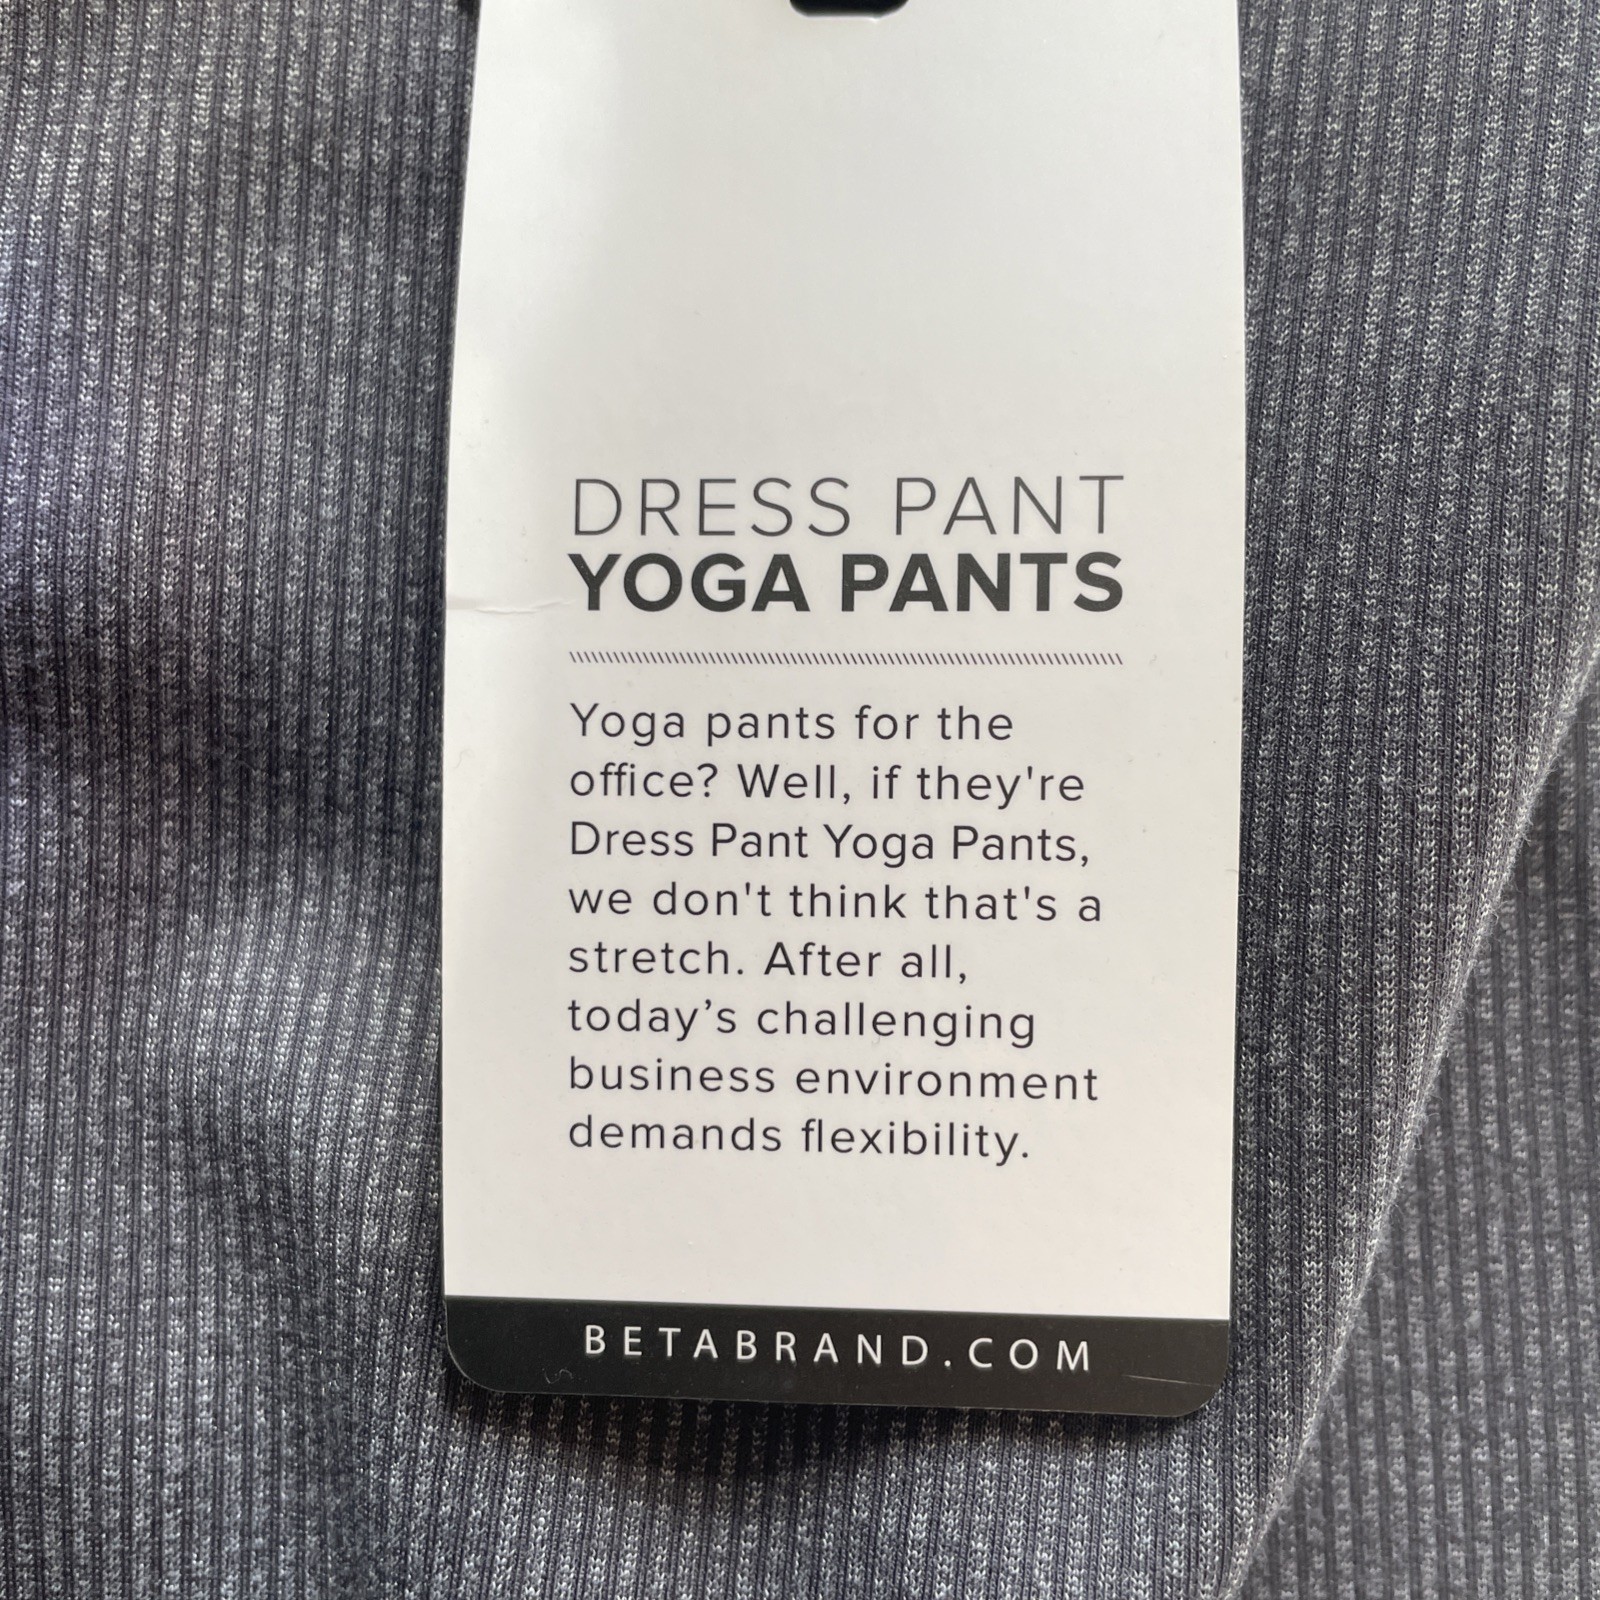 DRESS PANT
YOGA PANTS
Yoga pants for the
office? Well, if they're
Dress Pant Yoga Pants,
we don't think that's a
stretch. After all,
today’s challenging
business environment
demands flexibility.
BETABRAND.COM